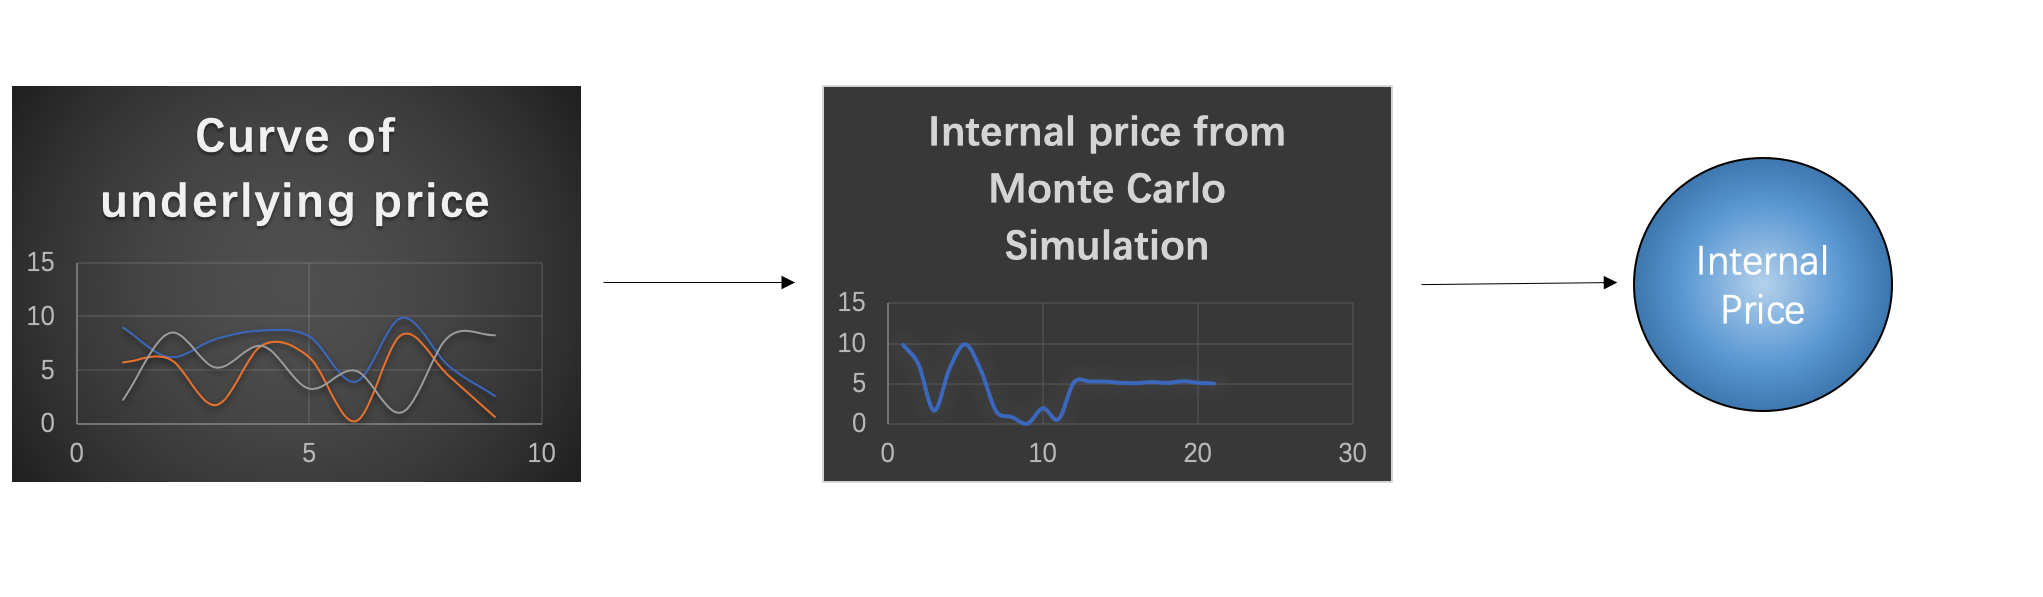 Curve of
underlying price
15
10
5
0
0 5 10
Internal price from
Monte Carlo
Simulation
15
10
5
0
0 10 20 30
Internal
Price